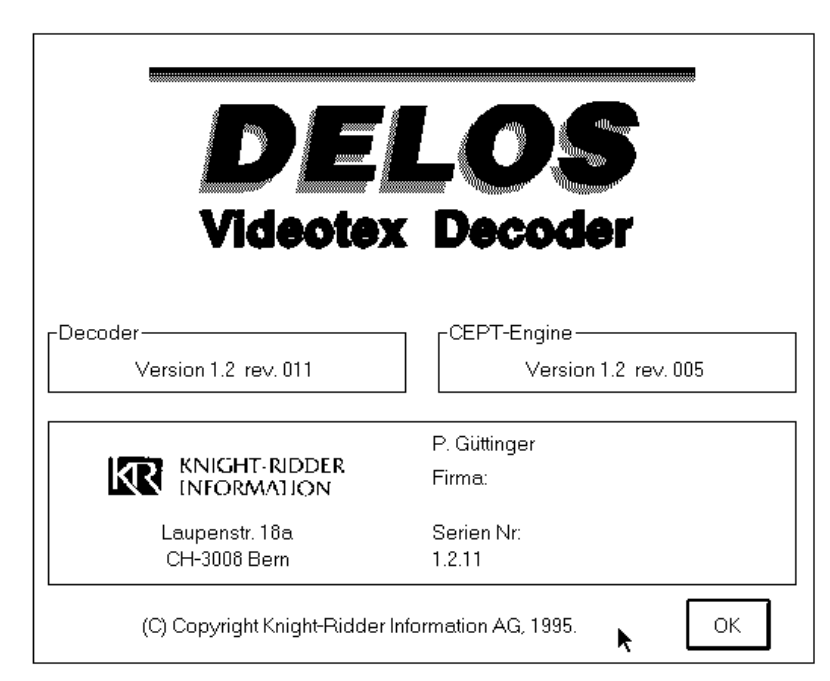 DELOS
Videotex Decoder
Decoder
Version 1.2 rev. 011
CEPT-Engine
Version 1.2 rev. 005
KR KNIGHT-RIDDER
INFORMATION
Laupenstr. 18a
CH-3008 Bern
P. Güttinger
Firma:
Serien Nr:
1.2.11
(C) Copyright Knight-Ridder Information AG, 1995.
OK